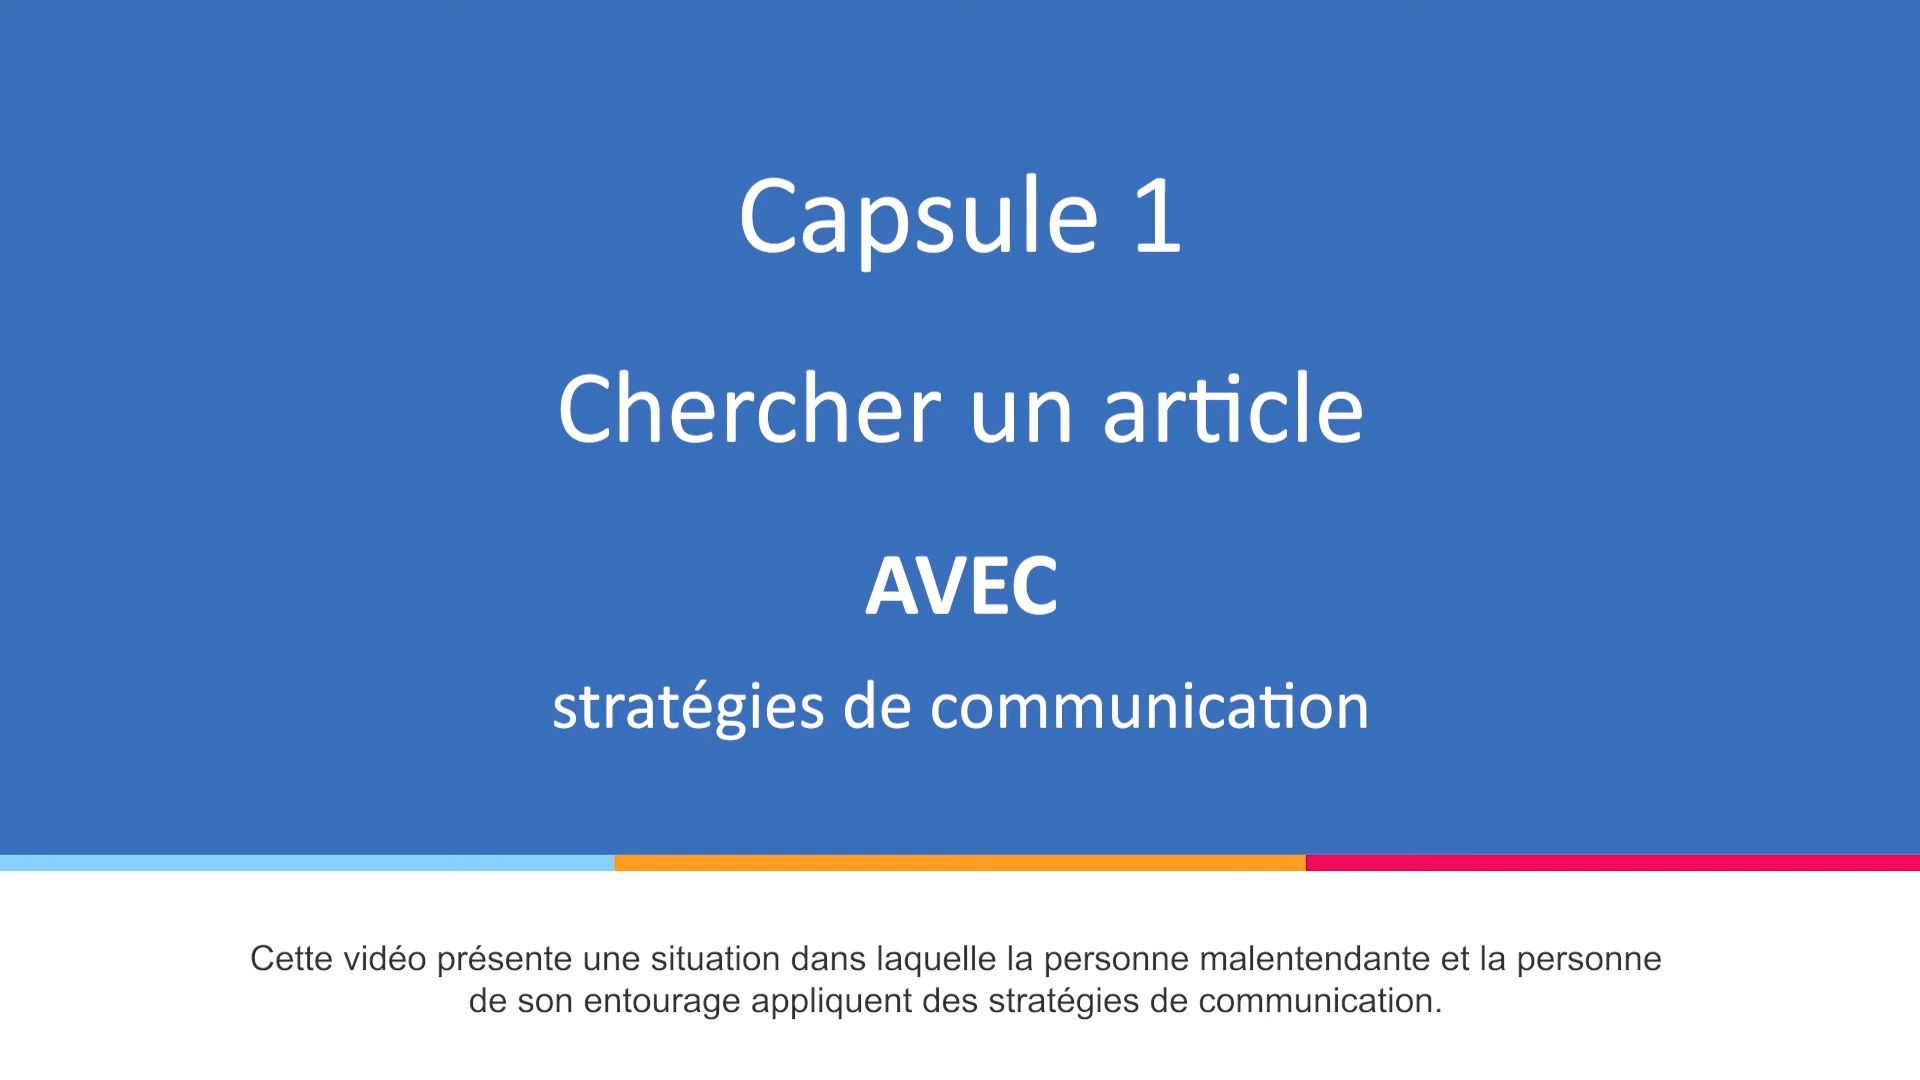 Capsule 1
Chercher un article
AVEC
stratégies de communication
Cette vidéo présente une situation dans laquelle la personne malentendante et la personne
de son entourage appliquent des stratégies de communication.